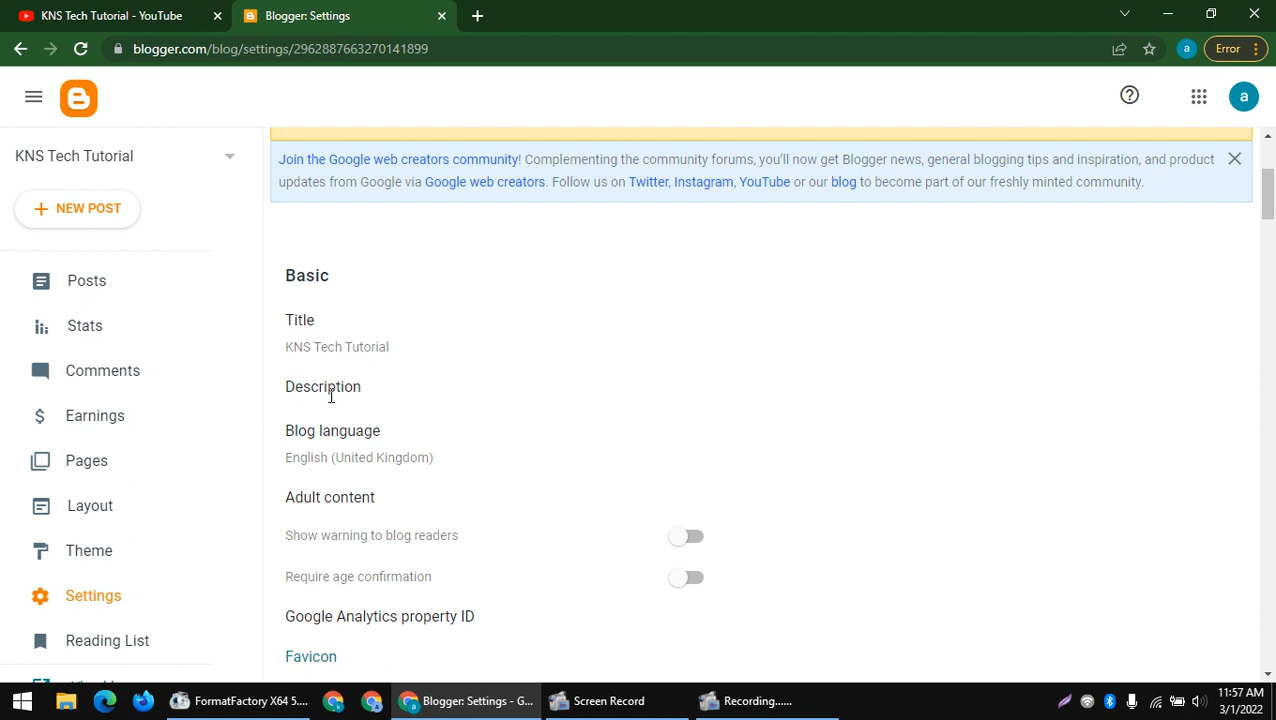 KNS Tech Tutorial - YouTube
Blogger: Settings
blogger.com/blog/settings/2962887663270141899
a
Error
a
KNS Tech Tutorial
NEW POST
Posts
Stats
Comments
Earnings
Pages
Layout
Theme
Settings
Reading List
Join the Google web creators community! Complementing the community forums, you'll now get Blogger news, general blogging tips and inspiration, and product
updates from Google via Google web creators. Follow us on Twitter, Instagram, YouTube or our blog to become part of our freshly minted community.
Basic
Title
KNS Tech Tutorial
Description
Blog language
English (United Kingdom)
Adult content
Show warning to blog readers
Require age confirmation
Google Analytics property ID
Favicon
FormatFactory X64 5....
Blogger: Settings - G...
Screen Record
Recording......
11:57 AM
3/1/2022